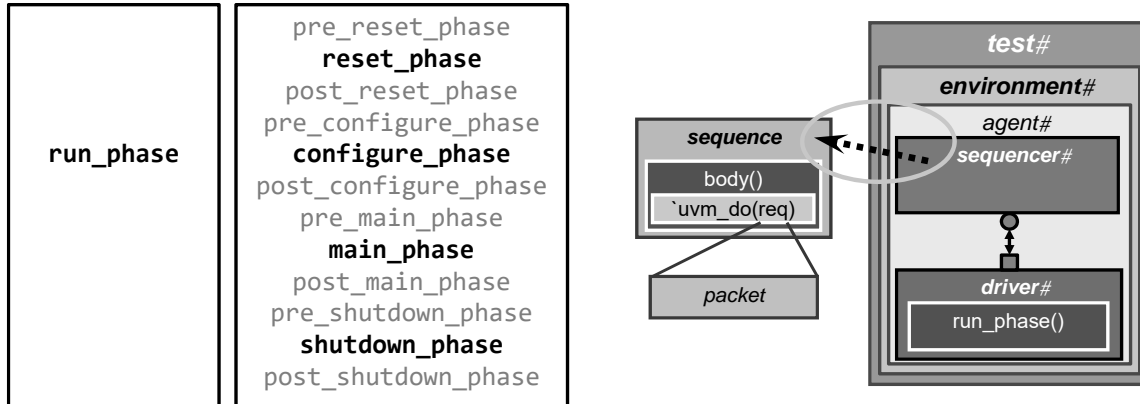 run_phase
pre_reset_phase
reset_phase
post_reset_phase
pre_configure_phase
configure_phase
post_configure_phase
pre_main_phase
main_phase
post_main_phase
pre_shutdown_phase
shutdown_phase
post_shutdown_phase
sequence
body()
`uvm_do(req)
packet
test#
environment#
agent#
sequencer#
driver#
run_phase()